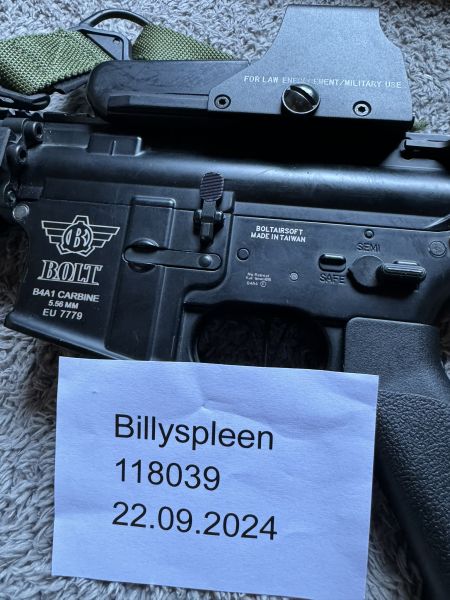 FOR LAW ENFORCEMENT/MILITARY USE
B
BOLT
B4A1 CARBINE
5.56 MM
EU 7779
BOLTAIRSOFT
MADE IN TAIWAN
SEMI
SAFE
Billyspleen
118039
22.09.2024